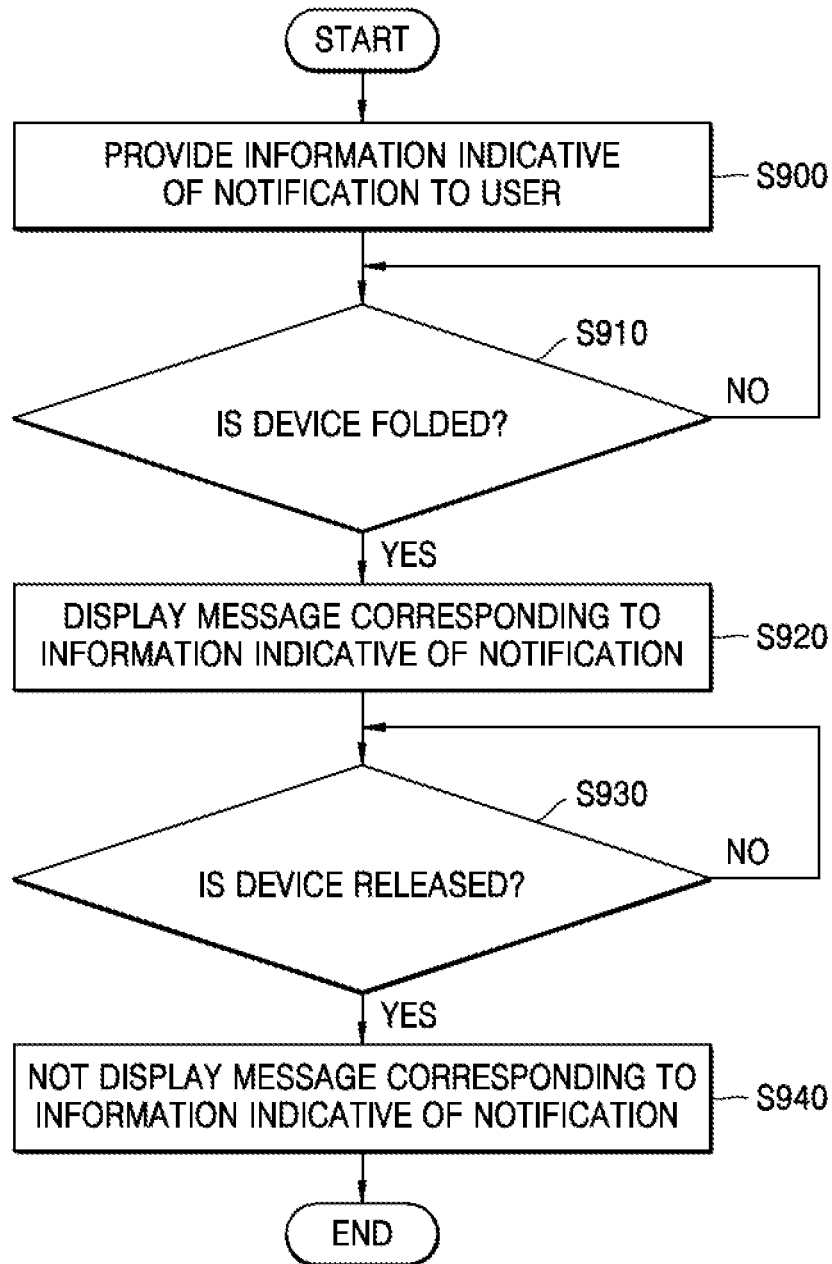 START
PROVIDE INFORMATION INDICATIVE
OF NOTIFICATION TO USER
S900
S910
IS DEVICE FOLDED?
NO
YES
DISPLAY MESSAGE CORRESPONDING TO
INFORMATION INDICATIVE OF NOTIFICATION
S920
S930
IS DEVICE RELEASED?
NO
YES
NOT DISPLAY MESSAGE CORRESPONDING TO
INFORMATION INDICATIVE OF NOTIFICATION
S940
END